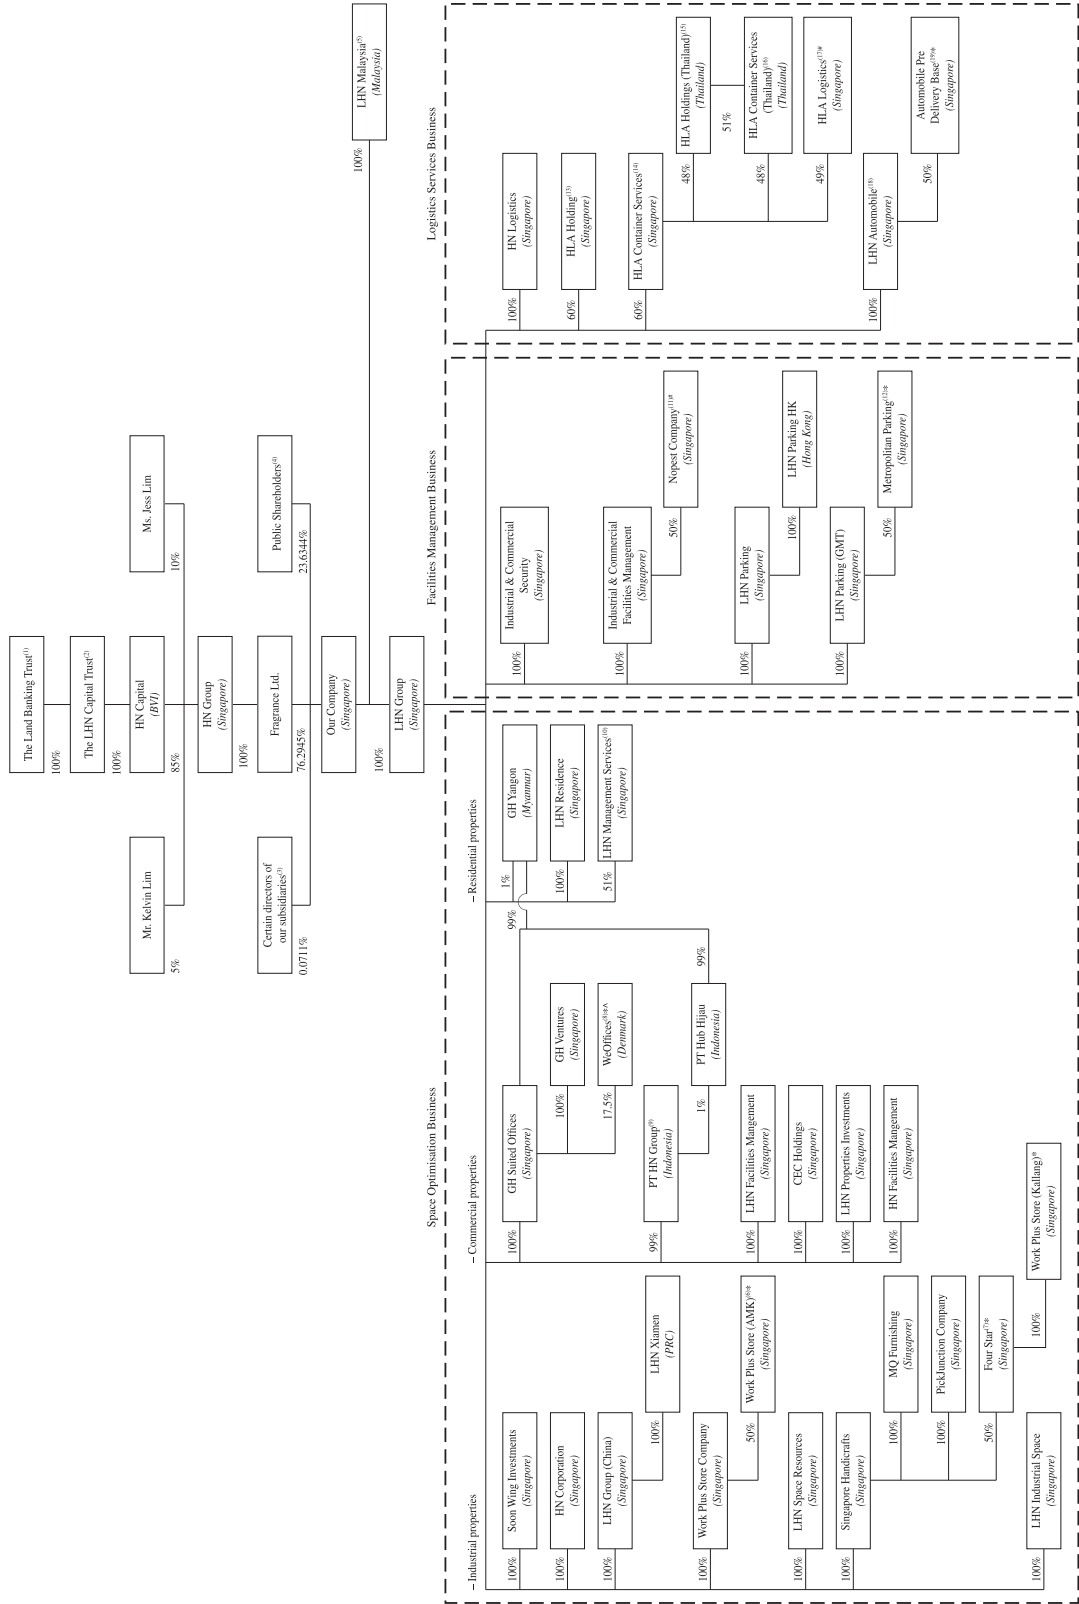 The Land Banking Trust(1)
100%
The LHN Capital Trust(2)
100%
Mr. Kelvin Lim
5%
HN Capital
(BVI)
85%
Ms. Jess Lim
10%
HN Group
(Singapore)
100%
Certain directors of
our subsidiaries(3)
0.0711%
Fragrance Ltd.
76.2945%
Public Shareholders(4)
23.6344%
Our Company
(Singapore)
100%
LHN Malaysia(5)
(Malaysia)
100%
LHN Group
(Singapore)
Space Optimisation Business
– Industrial properties
100%
Soon Wing Investments
(Singapore)
100%
HN Corporation
(Singapore)
100%
LHN Group (China)
(Singapore)
100%
LHN Xiamen
(PRC)
100%
Work Plus Store Company
(Singapore)
50%
Work Plus Store (AMK)(6)*
(Singapore)
100%
LHN Space Resources
(Singapore)
100%
Singapore Handicrafts
(Singapore)
100%
MQ Furnishing
(Singapore)
100%
PickJunction Company
(Singapore)
50%
Four Star(7)*
(Singapore)
100%
Work Plus Store (Kallang)*
(Singapore)
100%
LHN Industrial Space
(Singapore)
– Commercial properties
100%
GH Suited Offices
(Singapore)
100%
GH Ventures
(Singapore)
17.5%
WeOffices(8)*^
(Denmark)
99%
PT HN Group(9)
(Indonesia)
1%
PT Hub Hijau
(Indonesia)
99%
100%
LHN Facilities Mangement
(Singapore)
100%
CEC Holdings
(Singapore)
100%
LHN Properties Investments
(Singapore)
100%
HN Facilities Mangement
(Singapore)
– Residential properties
99%
1%
GH Yangon
(Myanmar)
100%
LHN Residence
(Singapore)
51%
LHN Management Services(10)
(Singapore)
Facilities Management Business
100%
Industrial & Commercial
Security
(Singapore)
100%
Industrial & Commercial
Facilities Management
(Singapore)
50%
Nopest Company(11)#
(Singapore)
100%
LHN Parking
(Singapore)
100%
LHN Parking HK
(Hong Kong)
100%
LHN Parking (GMT)
(Singapore)
50%
Metropolitan Parking(12)*
(Singapore)
Logistics Services Business
100%
HN Logistics
(Singapore)
60%
HLA Holding(13)
(Singapore)
60%
HLA Container Services(14)
(Singapore)
48%
HLA Holdings (Thailand)(15)
(Thailand)
51%
48%
HLA Container Services
(Thailand)(16)
(Thailand)
49%
HLA Logistics(17)#
(Singapore)
100%
LHN Automobile(18)
(Singapore)
50%
Automobile Pre
Delivery Base(19)*
(Singapore)